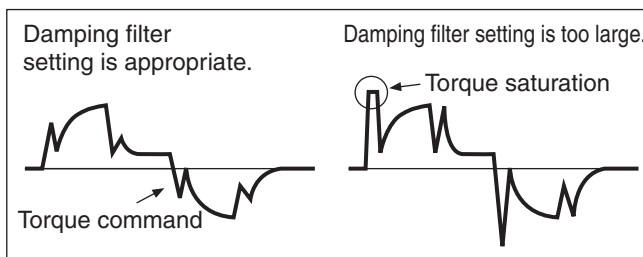 Damping filter
setting is appropriate.
Torque command
Damping filter setting is too large.
Torque saturation